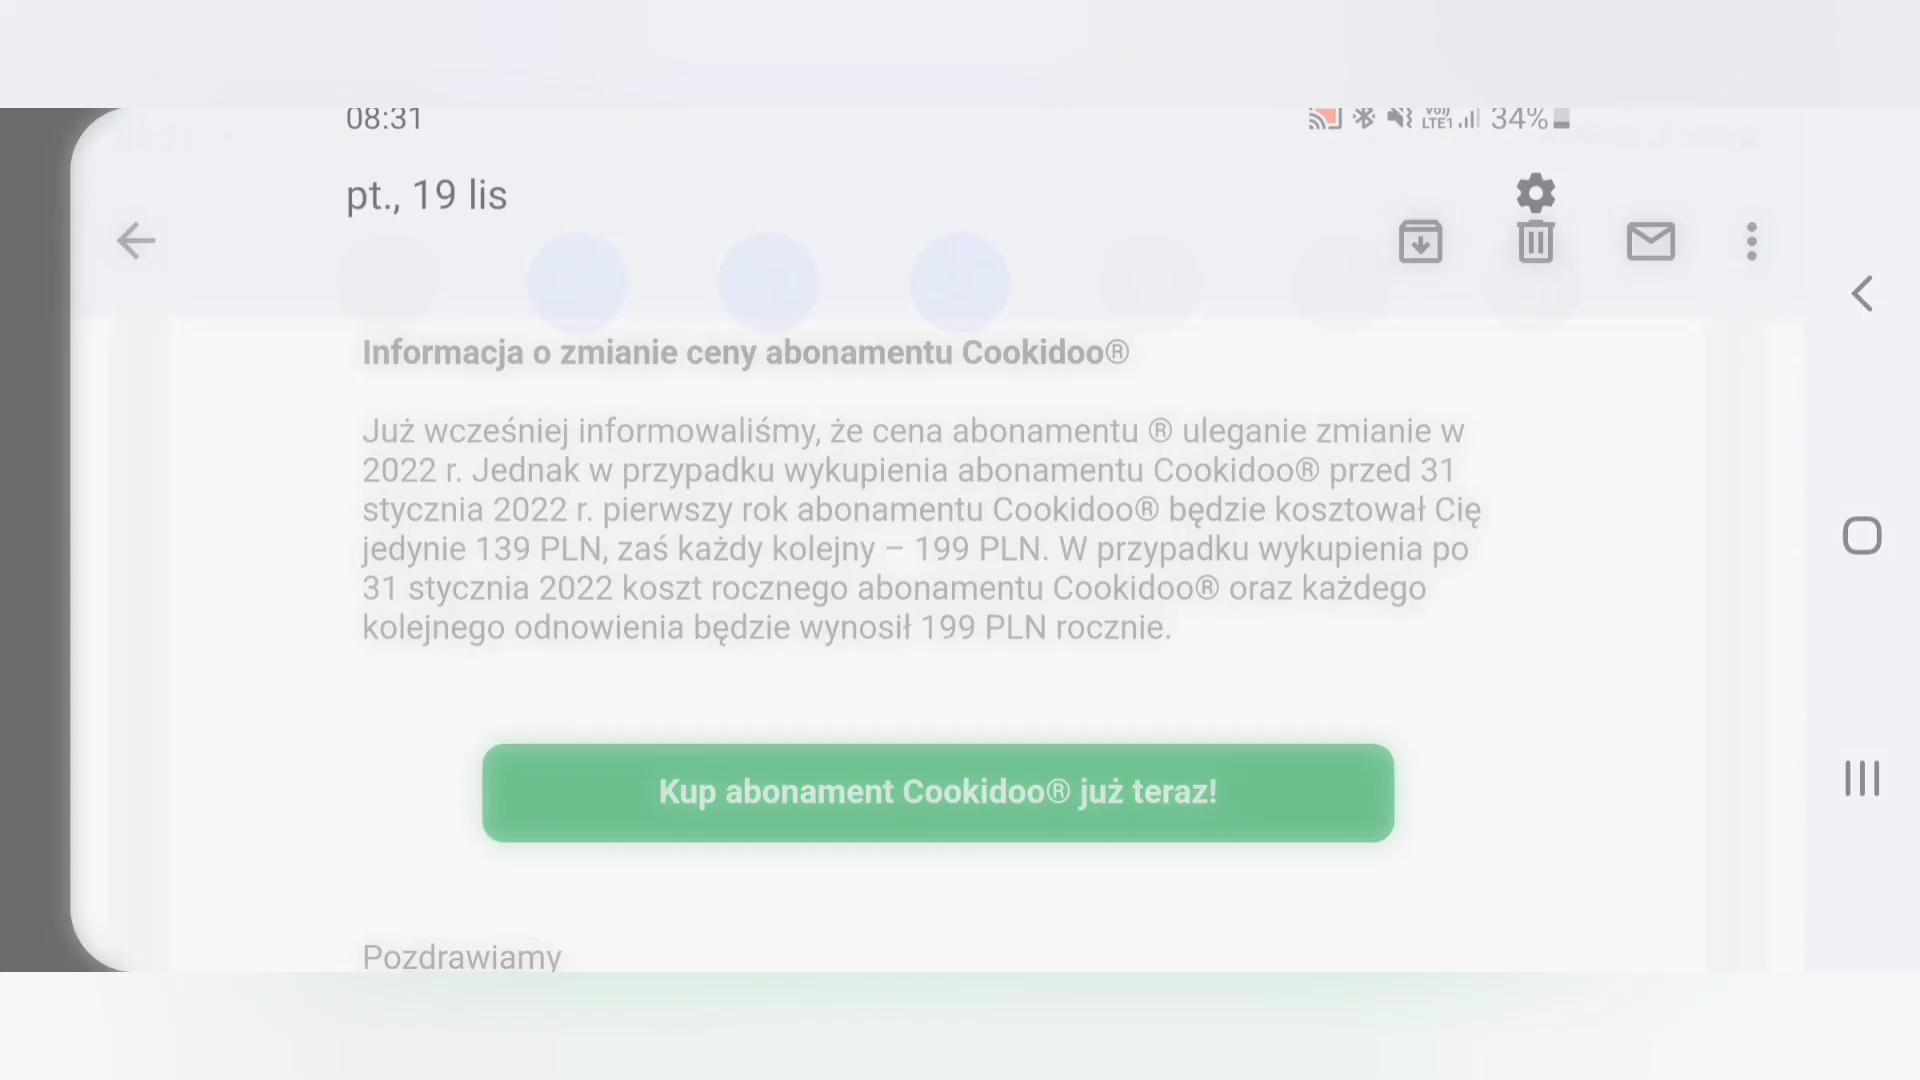 08:31
Vo))
LTE1
34%
pt., 19 lis
Informacja o zmianie ceny abonamentu Cookidoo®
Już wcześniej informowaliśmy, że cena abonamentu ® uleganie zmianie w
2022 r. Jednak w przypadku wykupienia abonamentu Cookidoo® przed 31
stycznia 2022 r. pierwszy rok abonamentu Cookidoo® będzie kosztował Cię
jedynie 139 PLN, zaś każdy kolejny – 199 PLN. W przypadku wykupienia po
31 stycznia 2022 koszt rocznego abonamentu Cookidoo® oraz każdego
kolejnego odnowienia będzie wynosił 199 PLN rocznie.
Kup abonament Cookidoo® już teraz!
Pozdrawiamy